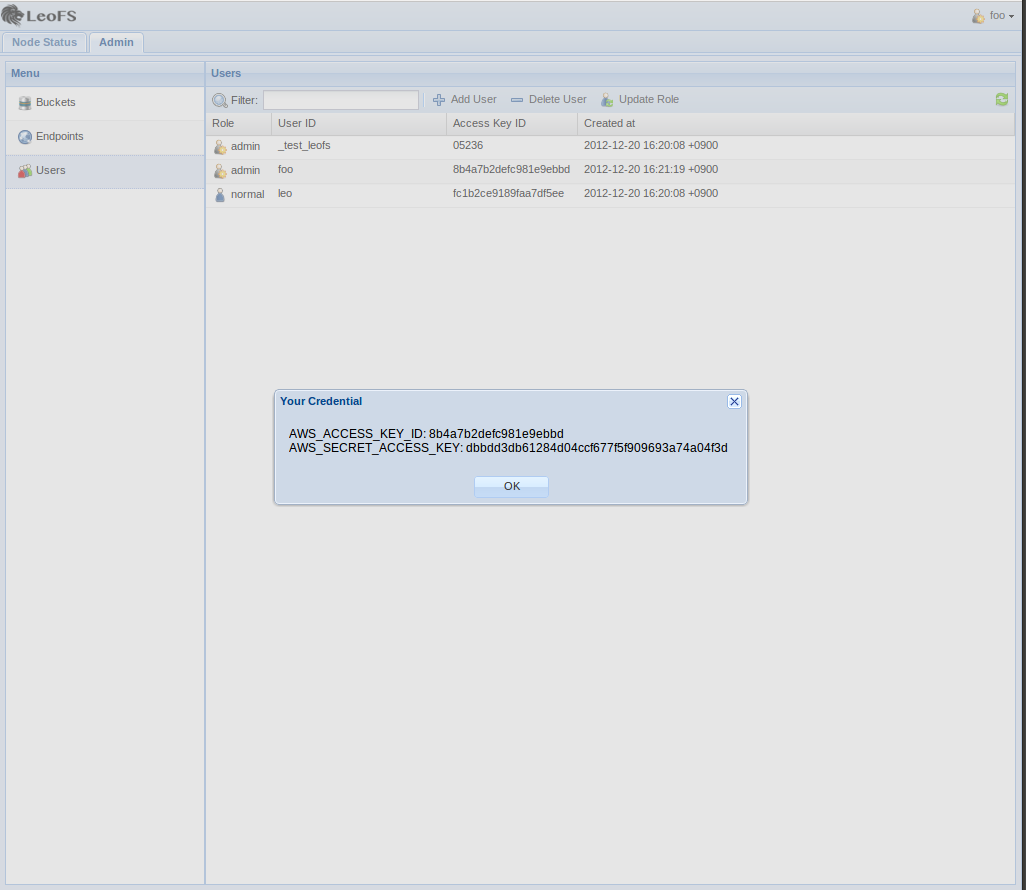 LeoFS
foo
Node Status Admin
Menu
Buckets
Endpoints
Users
Users
Filter: Add User Delete User Update Role
Role User ID Access Key ID Created at
admin _test_leofs 05236 2012-12-20 16:20:08 +0900
admin foo 8b4a7b2defc981e9ebbd 2012-12-20 16:21:19 +0900
normal leo fc1b2ce9189faa7df5ee 2012-12-20 16:20:08 +0900
Your Credential
AWS_ACCESS_KEY_ID: 8b4a7b2defc981e9ebbd
AWS_SECRET_ACCESS_KEY: dbbdd3db61284d04ccf677f5f909693a74a04f3d
OK